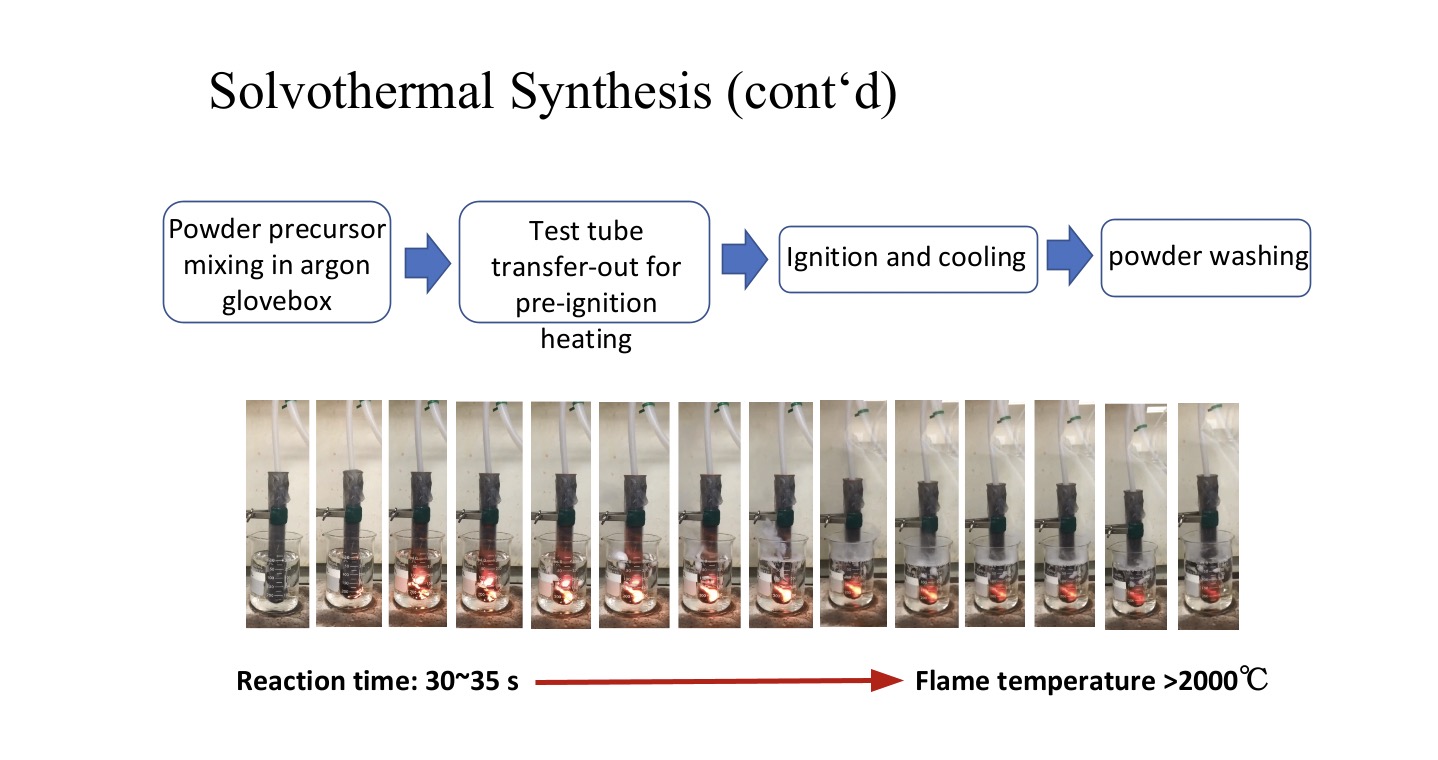 Solvothermal Synthesis (cont‘d)
Powder precursor
mixing in argon
glovebox
Test tube
transfer-out for
pre-ignition
heating
Ignition and cooling
powder washing
Reaction time: 30~35 s
Flame temperature >2000℃